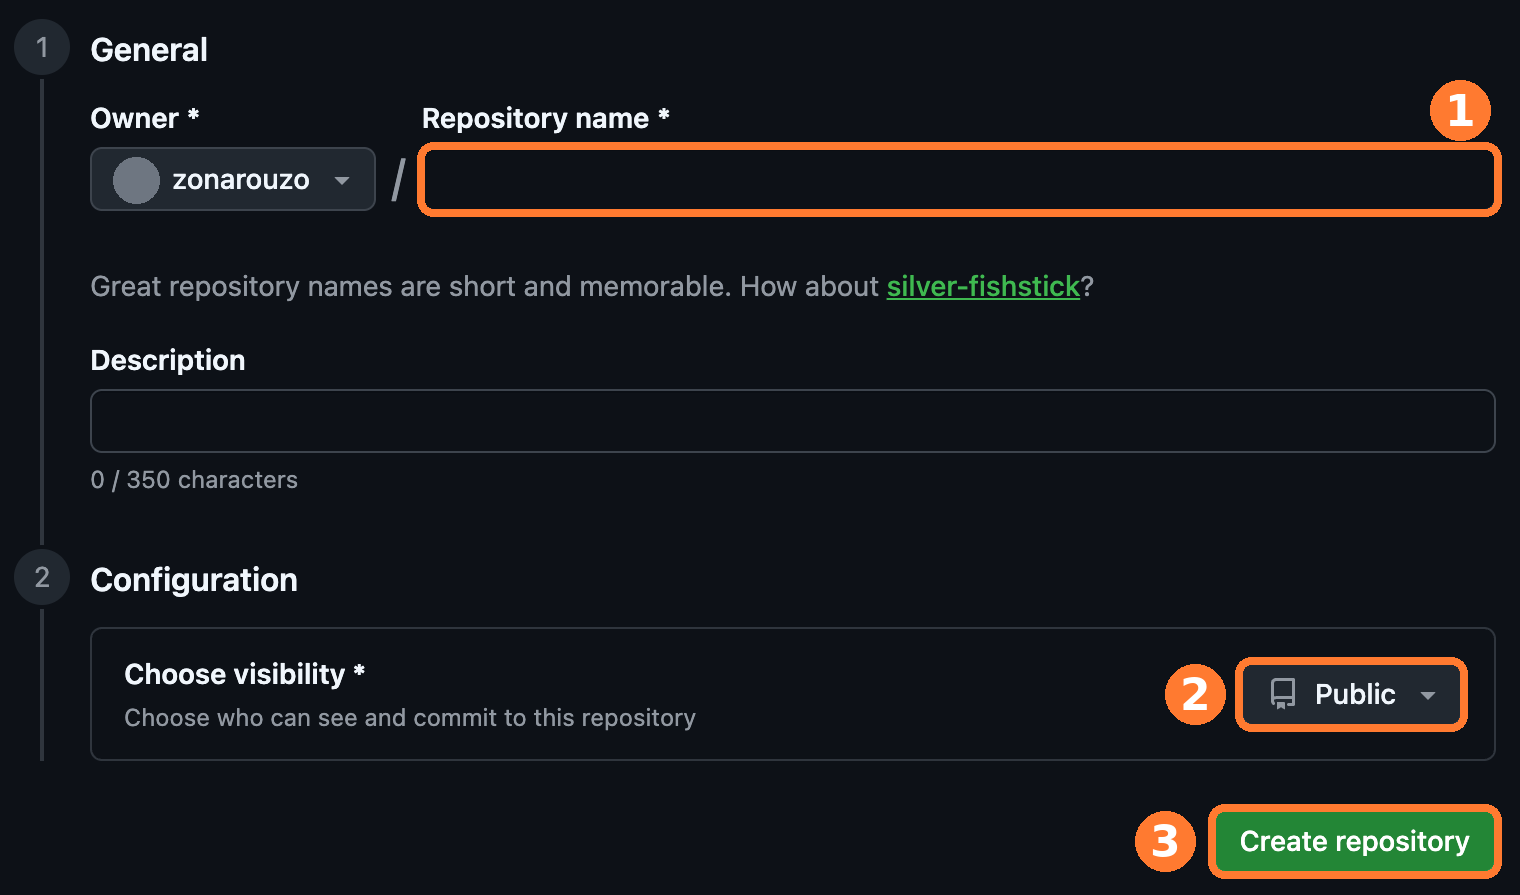 1 General
Owner * Repository name * 1
zonarouzo /
Great repository names are short and memorable. How about silver-fishstick?
Description
0 / 350 characters
2 Configuration
Choose visibility *
Choose who can see and commit to this repository
2 Public
3 Create repository